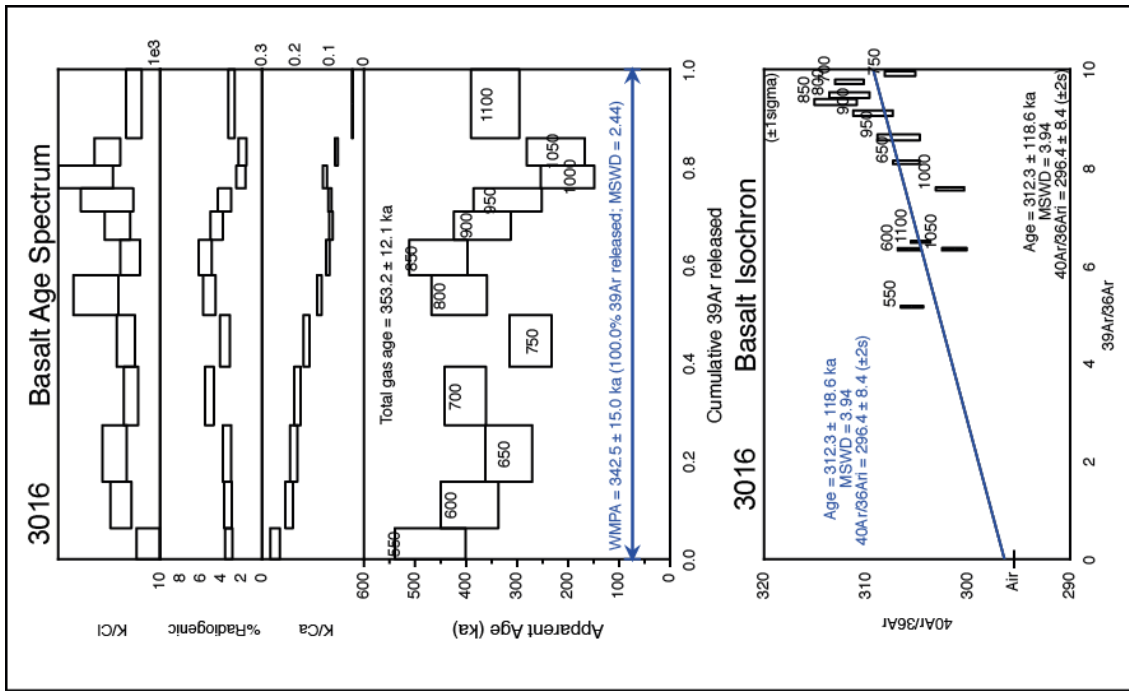 3016 Basalt Age Spectrum
K/Cl
1e3
10
%Radiogenic
8
6
4
2
0
K/Ca
0.3
0.2
0.1
0
Apparent Age (ka)
600
500
400
300
200
100
0
Total gas age = 353.2 ± 12.1 ka
550
600
650
700
750
800
850
900
950
1000
1050
1100
WMPA = 342.5 ± 15.0 ka (100.0% 39Ar released; MSWD = 2.44)
0.0 0.2 0.4 0.6 0.8 1.0
Cumulative 39Ar released
3016 Basalt Isochron
(±1sigma)
40Ar/36Ar
320
310
300
Air
290
Age = 312.3 ± 118.6 ka
MSWD = 3.94
40Ar/36Ari = 296.4 ± 8.4 (±2s)
550
600
1100
1050
1000
650
950
900
850
800
700
750
Age = 312.3 ± 118.6 ka
MSWD = 3.94
40Ar/36Ari = 296.4 ± 8.4 (±2s)
0 2 4 6 8 10
39Ar/36Ar